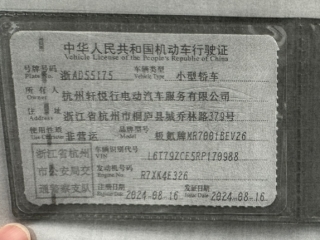 中华人民共和国机动车行驶证
Vehicle License of the People's Republic of China
号牌号码 浙AD55175 车辆类型 小型轿车
所有人 杭州轩悦行电动汽车服务有限公司
住址 浙江省杭州市桐庐县城乔林路379号
使用性质 非营运 品牌型号 极氪牌MR7001BEV26
浙江省杭州市公安局交通警察支队
车辆识别代号 L6T79ZCE5RP170988
发动机号码 R7XK4E326
注册日期 2024-08-16 发证日期 2024-08-16